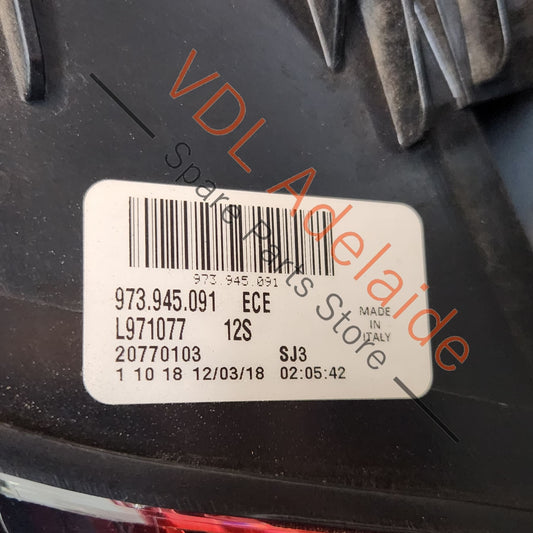 VDL Adelaide
Spare Parts Store
973.945.091
973.945.091 ECE
L971077 12S
20770103 SJ3
1 10 18 12/03/18 02:05:42
MADE
IN
ITALY